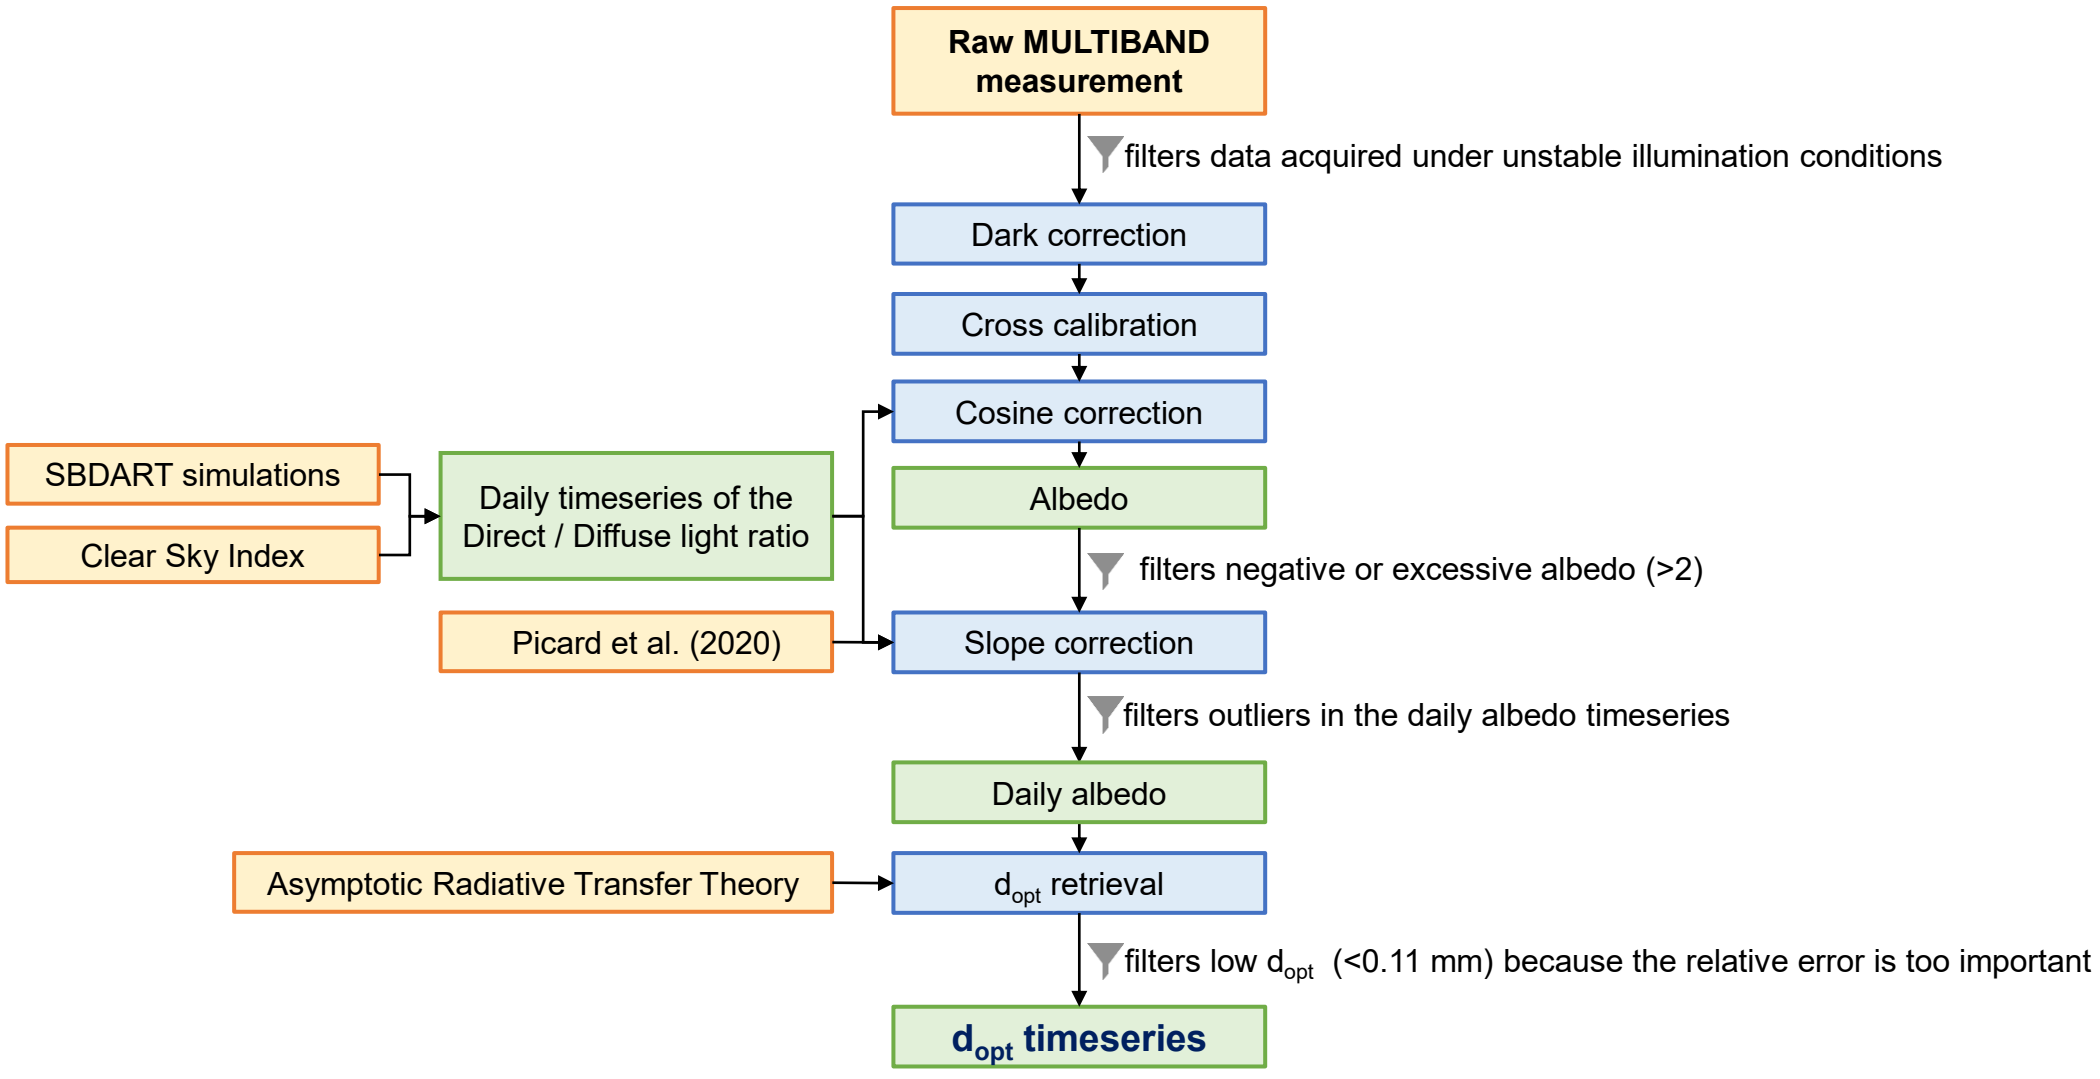 Raw MULTIBAND
measurement
filters data acquired under unstable illumination conditions
Dark correction
Cross calibration
Cosine correction
SBDART simulations
Clear Sky Index
Daily timeseries of the
Direct / Diffuse light ratio
Albedo
filters negative or excessive albedo (>2)
Picard et al. (2020)
Slope correction
filters outliers in the daily albedo timeseries
Daily albedo
Asymptotic Radiative Transfer Theory
dopt retrieval
filters low dopt (<0.11 mm) because the relative error is too important
dopt timeseries